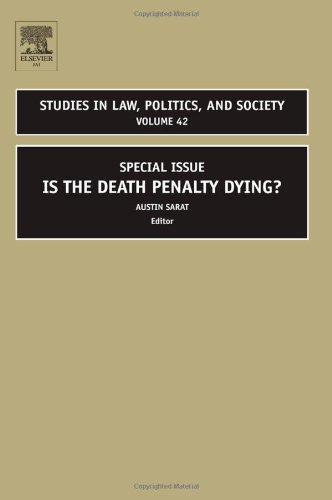 ELSEVIER
JAI
STUDIES IN LAW, POLITICS, AND SOCIETY
VOLUME 42
SPECIAL ISSUE
IS THE DEATH PENALTY DYING?
AUSTIN SARAT
Editor